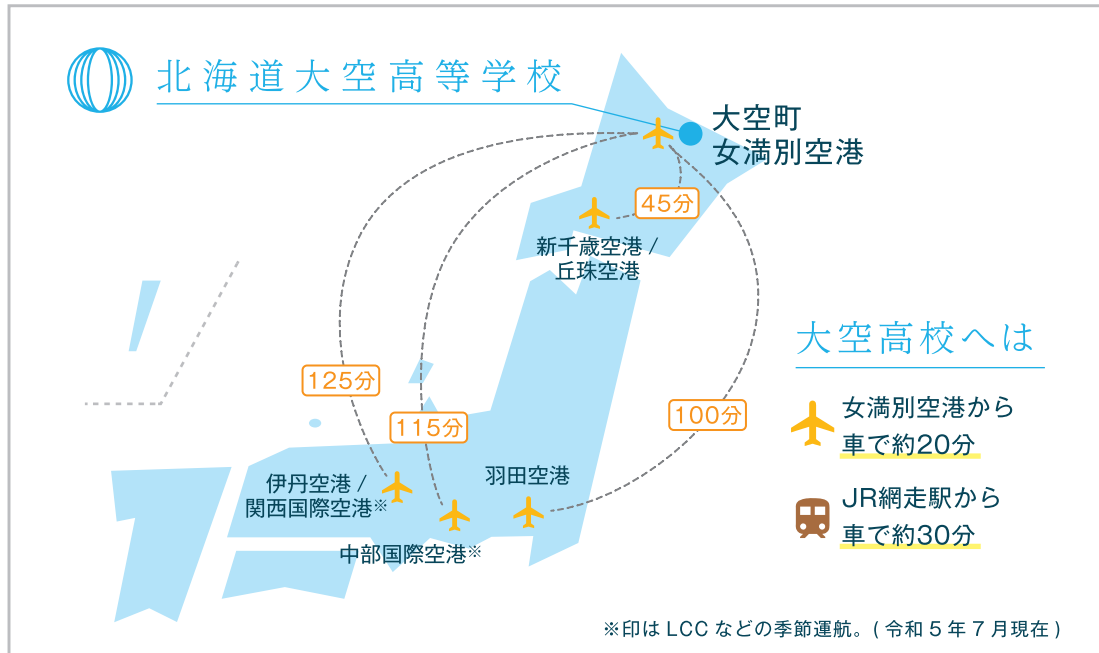 北海道大空高等学校
大空町
女満別空港
45分
新千歳空港 /
丘珠空港
125分
115分
100分
伊丹空港 /
関西国際空港※
羽田空港
中部国際空港※
大空高校へは
女満別空港から
車で約20分
JR網走駅から
車で約30分
※印は LCC などの季節運航。( 令和 5 年 7 月現在 )